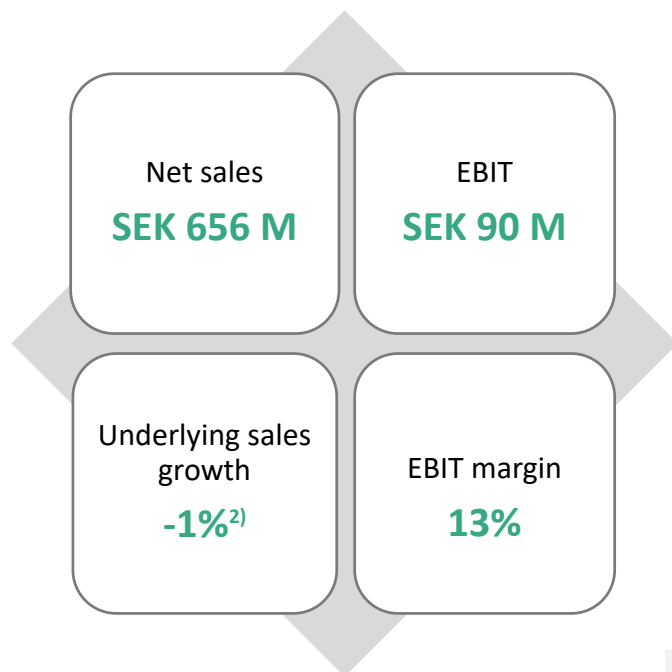 Net sales
SEK 656 M
EBIT
SEK 90 M
Underlying sales
growth
-1%2)
EBIT margin
13%